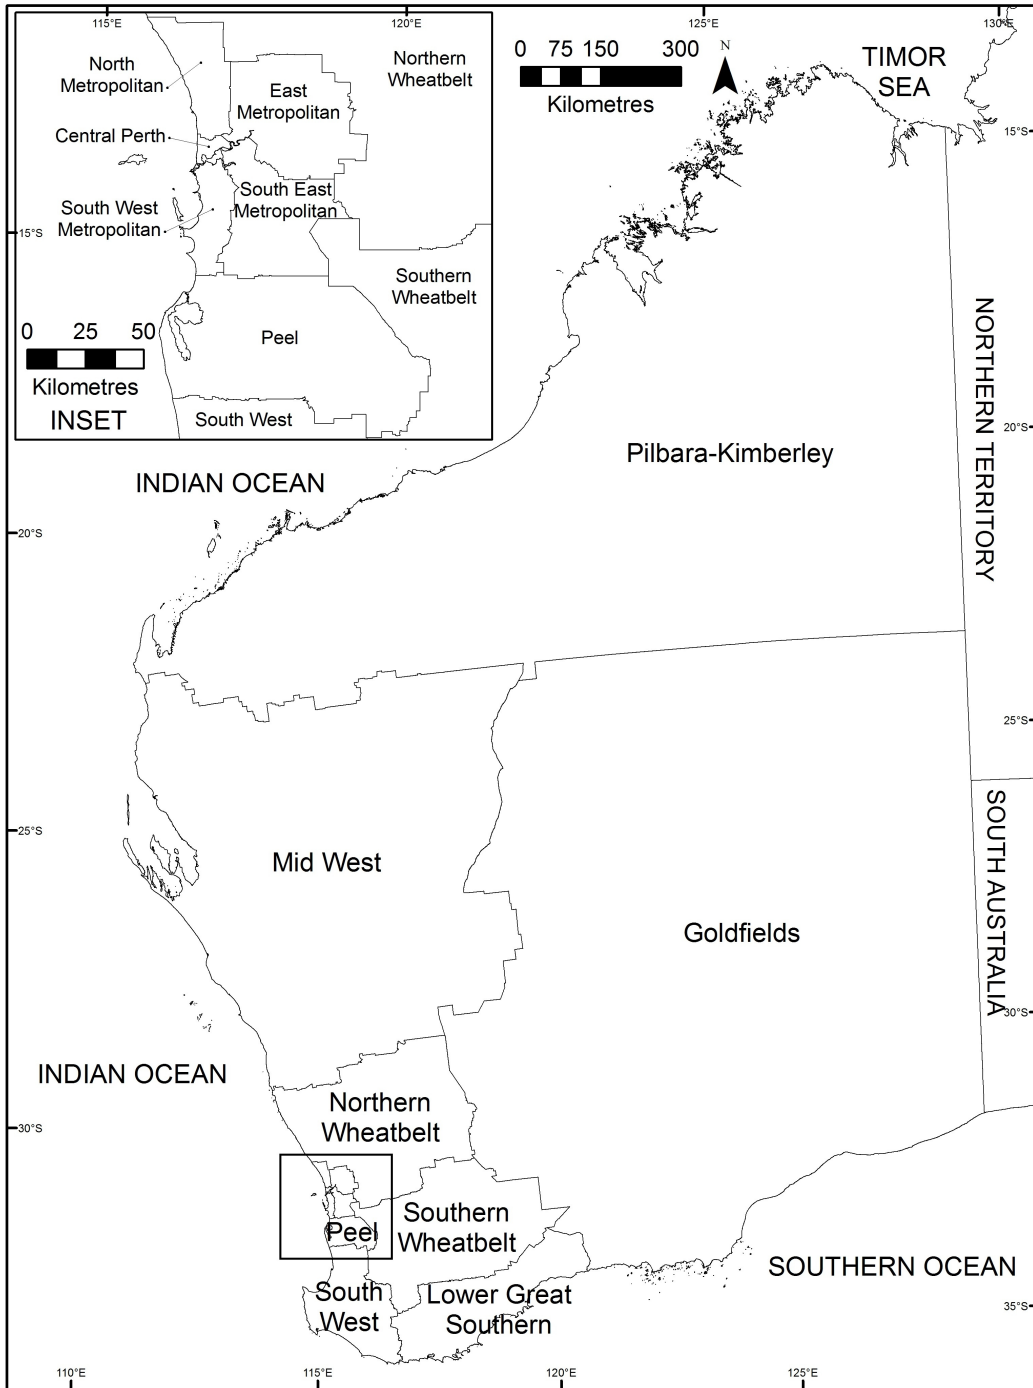 115°E
120°E
125°E
130°E
North
Metropolitan
Northern
Wheatbelt
East
Metropolitan
Central Perth
South East
Metropolitan
South West
Metropolitan
15°S
Southern
Wheatbelt
Peel
0 25 50
Kilometres
INSET
South West
0 75 150 300
Kilometres
N
TIMOR
SEA
15°S
NORTHERN TERRITORY
20°S
Pilbara-Kimberley
INDIAN OCEAN
20°S
25°S
SOUTH AUSTRALIA
25°S
Mid West
Goldfields
30°S
INDIAN OCEAN
Northern
Wheatbelt
30°S
Southern
Wheatbelt
Peel
SOUTHERN OCEAN
South
West
Lower Great
Southern
35°S
110°E
115°E
120°E
125°E